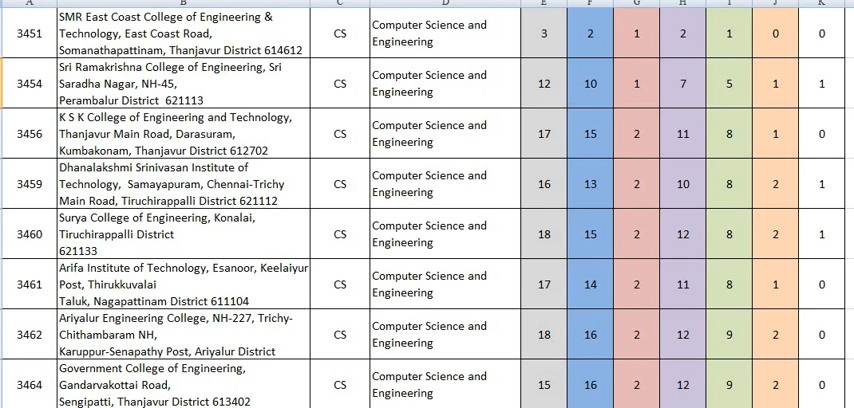 A B C D E F G H I J K
SMR East Coast College of Engineering &
3451 Technology, East Coast Road, CS Computer Science and Engineering 3 2 1 2 1 0 0
Somanathapattinam, Thanjavur District 614612
Sri Ramakrishna College of Engineering, Sri
3454 Saradha Nagar, NH-45, CS Computer Science and Engineering 12 10 1 7 5 1 1
Perambalur District 621113
K S K College of Engineering and Technology,
3456 Thanjavur Main Road, Darasuram, CS Computer Science and Engineering 17 15 2 11 8 1 0
Kumbakonam, Thanjavur District 612702
Dhanalakshmi Srinivasan Institute of
3459 Technology, Samayapuram, Chennai-Trichy CS Computer Science and Engineering 16 13 2 10 8 2 1
Main Road, Tiruchirappalli District 621112
Surya College of Engineering, Konalai,
3460 Tiruchirappalli District CS Computer Science and Engineering 18 15 2 12 8 2 1
621133
Arifa Institute of Technology, Esanoor, Keelaiyur
3461 Post, Thirukkuvalai CS Computer Science and Engineering 17 14 2 11 8 1 0
Taluk, Nagapattinam District 611104
Ariyalur Engineering College, NH-227, Trichy-
3462 Chithambaram NH, CS Computer Science and Engineering 18 16 2 12 9 2 0
Karuppur-Senapathy Post, Ariyalur District
Government College of Engineering,
3464 Gandarvakottai Road, CS Computer Science and Engineering 15 16 2 12 9 2 0
Sengipatti, Thanjavur District 613402